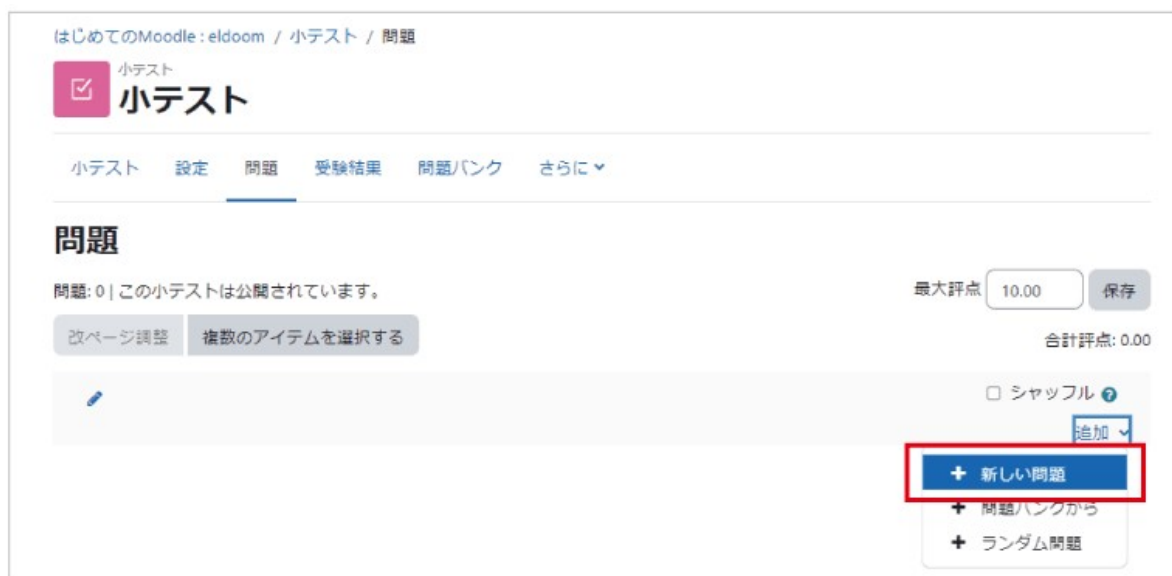 はじめてのMoodle : eldoom / 小テスト / 問題
小テスト
小テスト
小テスト 設定 問題 受験結果 問題バンク さらに
問題
問題: 0 | この小テストは公開されています。
最大評点 10.00 保存
改ページ調整 複数のアイテムを選択する
合計評点: 0.00
シャッフル
追加
+ 新しい問題
+ 問題バンクから
+ ランダム問題